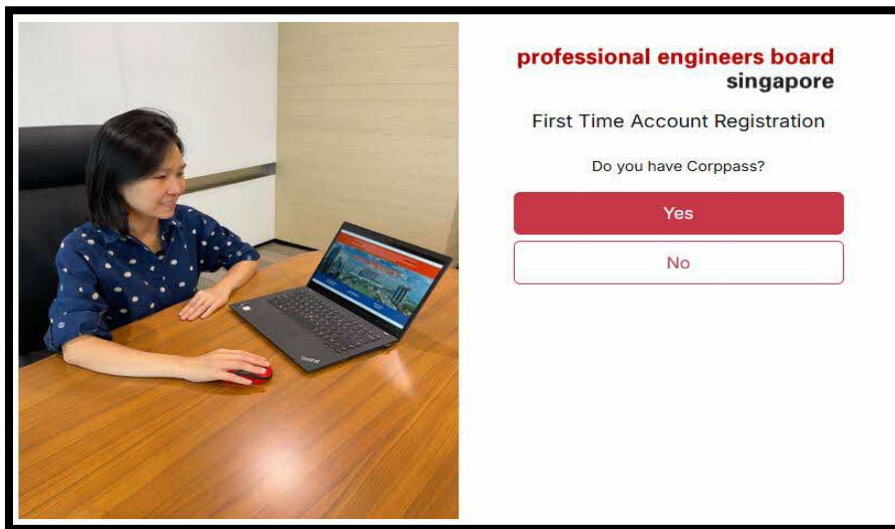 professional engineers board
singapore
First Time Account Registration
Do you have Corppass?
Yes
No